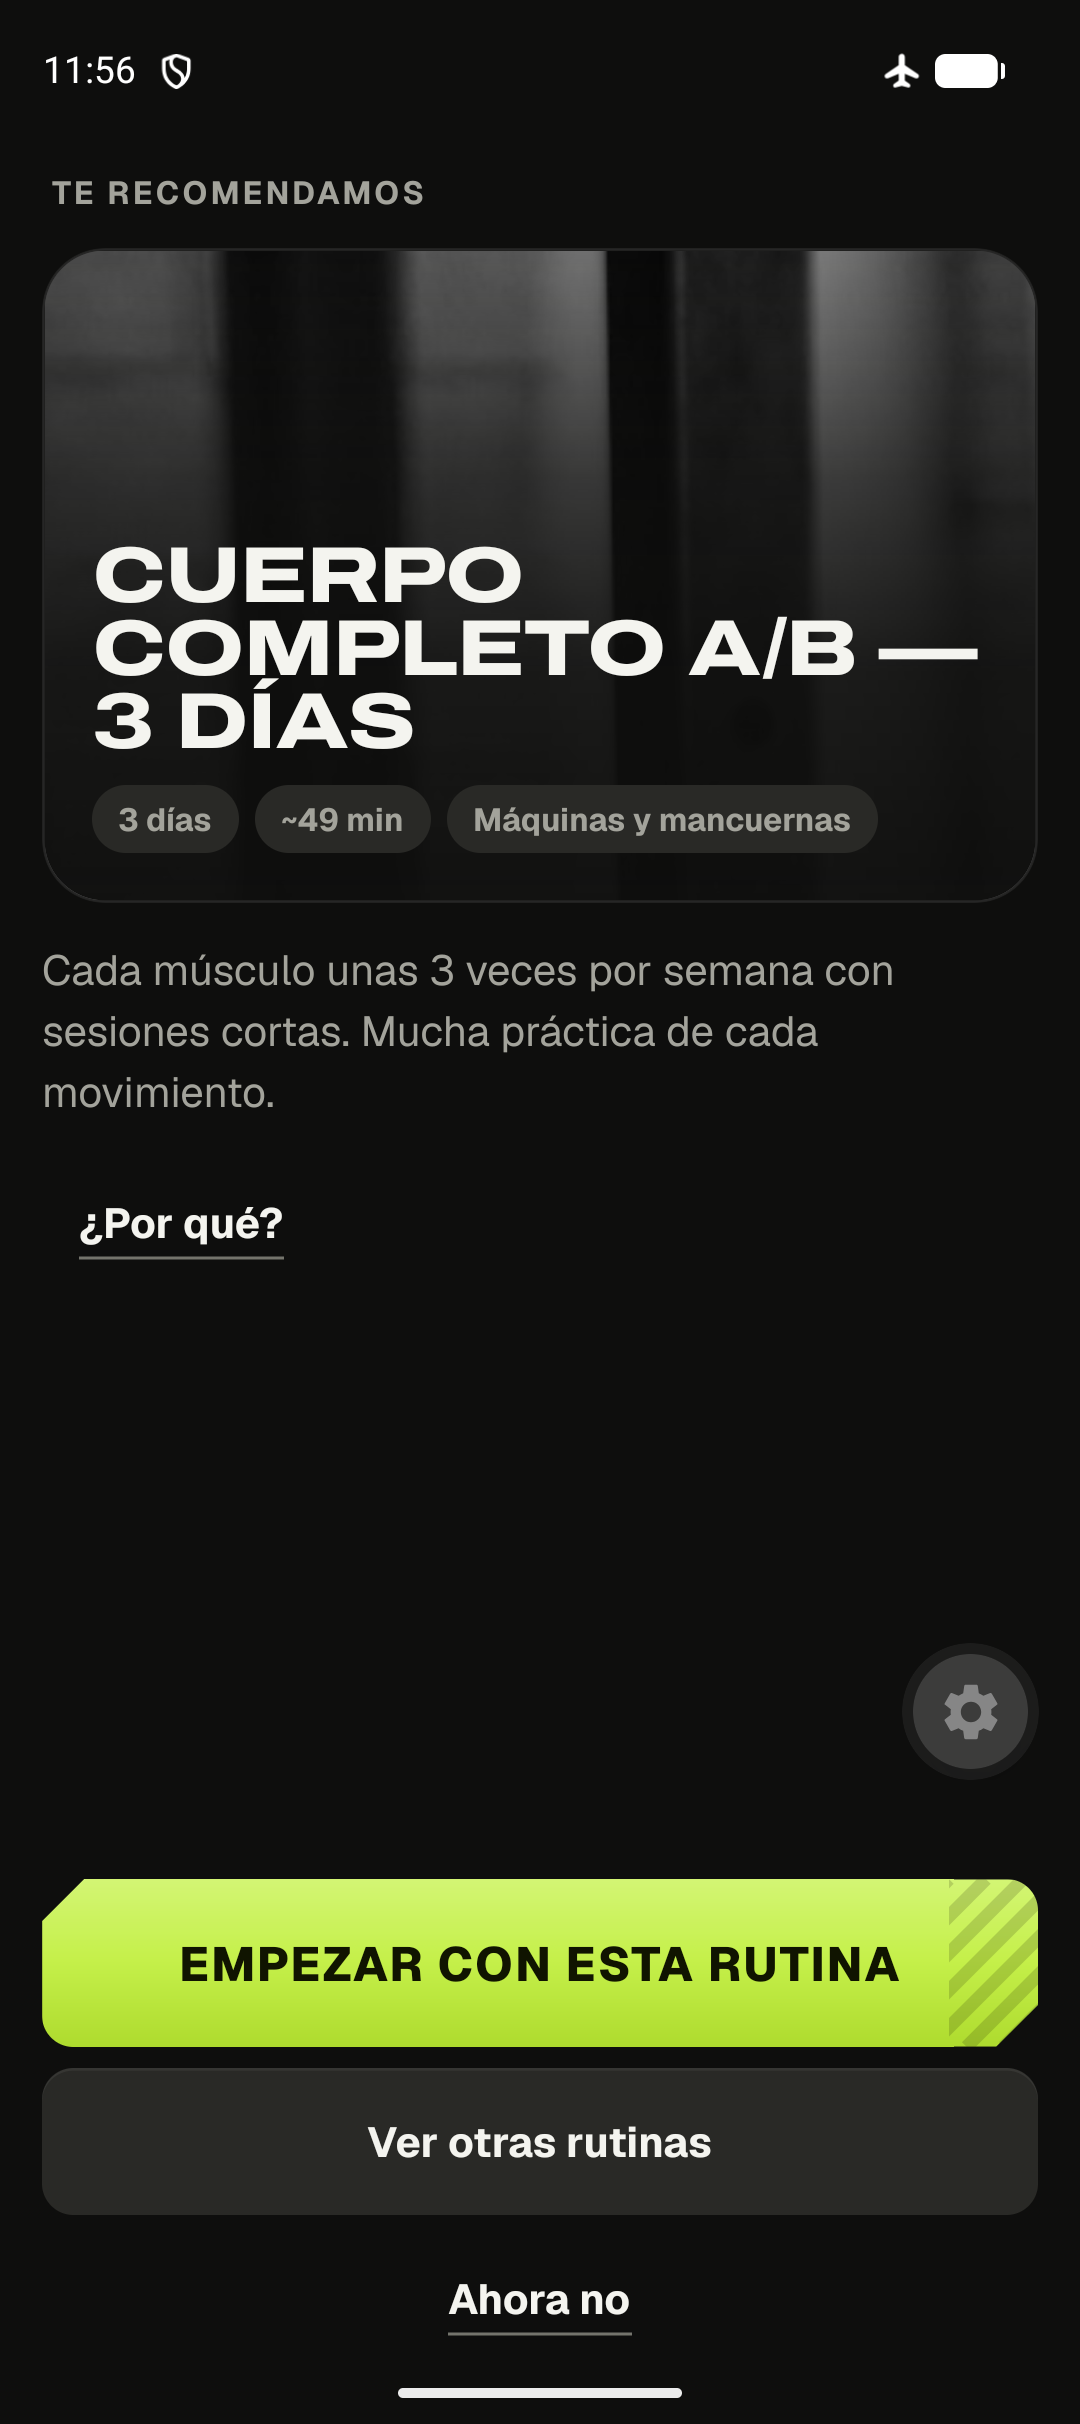 11:56
TE RECOMENDAMOS
CUERPO
COMPLETO A/B —
3 DÍAS
3 días
~49 min
Máquinas y mancuernas
Cada músculo unas 3 veces por semana con
sesiones cortas. Mucha práctica de cada
movimiento.
¿Por qué?
EMPEZAR CON ESTA RUTINA
Ver otras rutinas
Ahora no